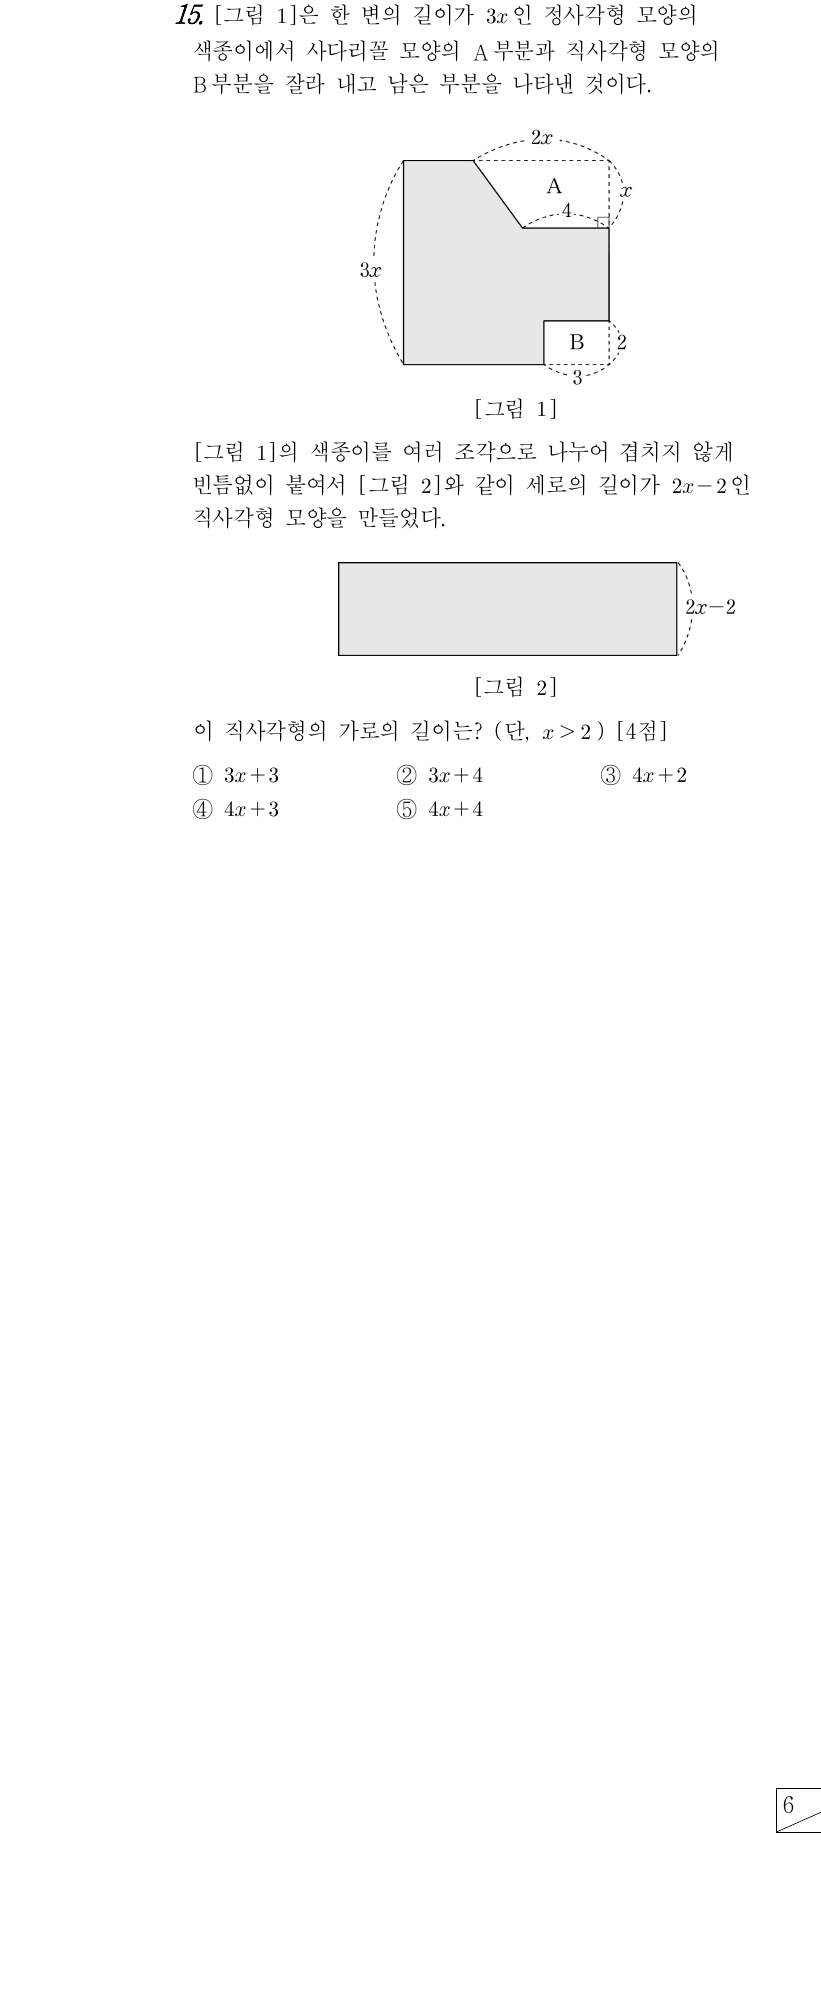 15. [그림 1]은 한 변의 길이가 3x인 정사각형 모양의
색종이에서 사다리꼴 모양의 A부분과 직사각형 모양의
B부분을 잘라 내고 남은 부분을 나타낸 것이다.
2x
A
x
4
3x
B
2
3
[그림 1]
[그림 1]의 색종이를 여러 조각으로 나누어 겹치지 않게
빈틈없이 붙여서 [그림 2]와 같이 세로의 길이가 2x-2인
직사각형 모양을 만들었다.
2x-2
[그림 2]
이 직사각형의 가로의 길이는? (단, x>2) [4점]
① 3x+3 ② 3x+4 ③ 4x+2
④ 4x+3 ⑤ 4x+4
6